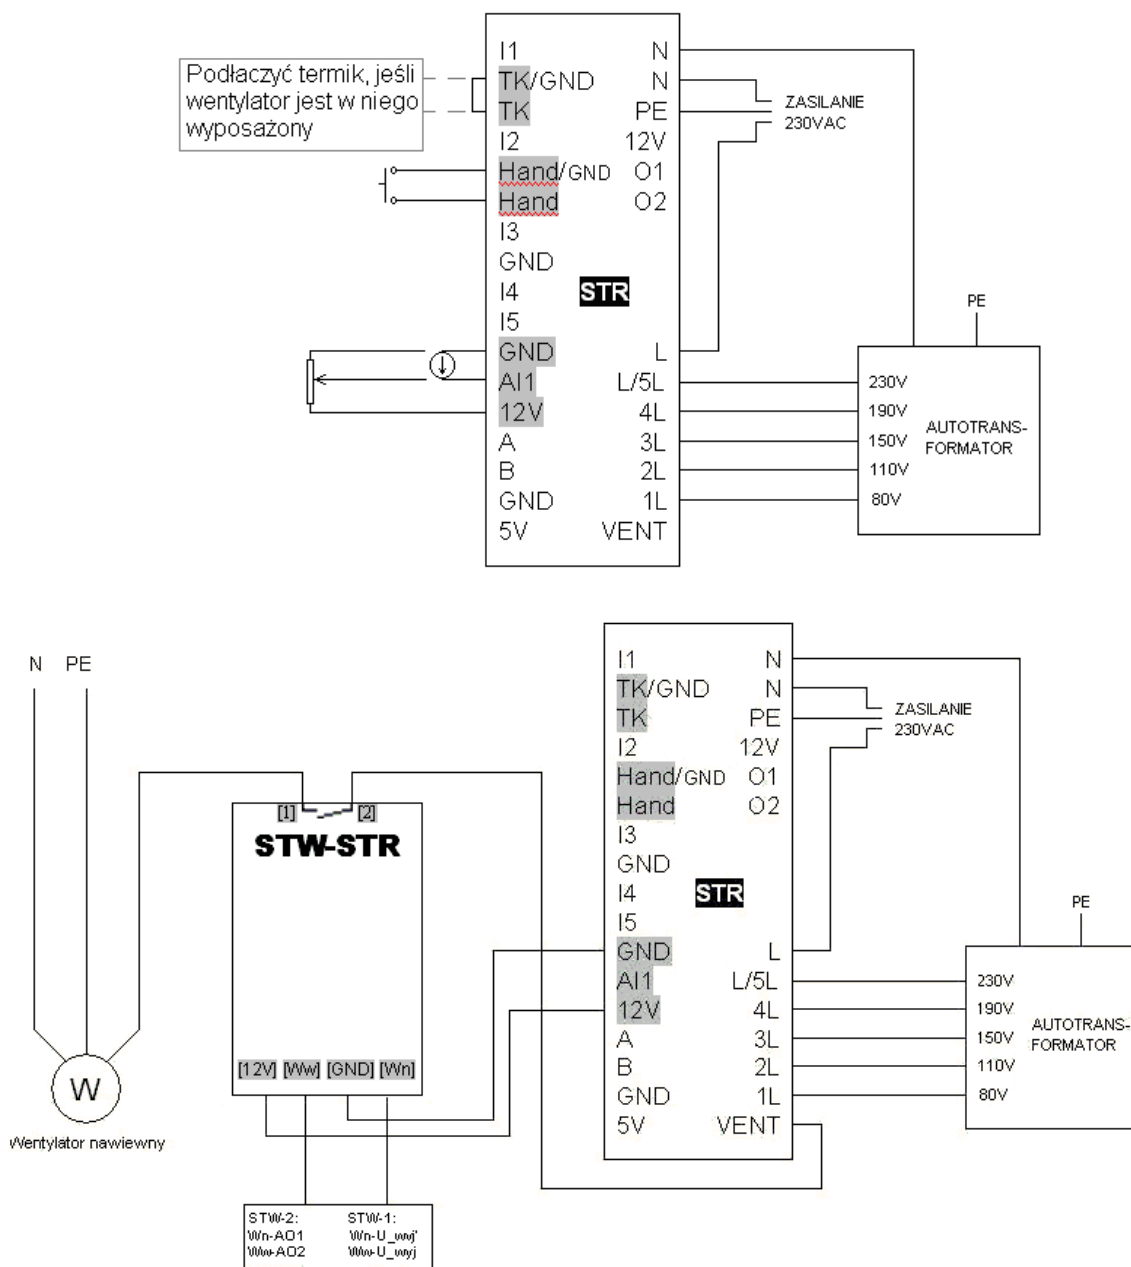 I1 N
Podłaczyć termik, jeśli
wentylator jest w niego
wyposażony
TK/GND N
TK PE
ZASILANIE
230VAC
I2 12V
Hand/GND O1
Hand O2
I3
GND
I4 STR
I5
PE
GND L
AI1 L/5L 230V
12V 4L 190V
AUTOTRANS-
FORMATOR
A 3L 150V
B 2L 110V
GND 1L 80V
5V VENT
N PE
I1 N
TK/GND N
TK PE
ZASILANIE
230VAC
I2 12V
Hand/GND O1
Hand O2
[1] [2]
STW-STR
I3
GND
I4 STR
I5
PE
GND L
AI1 L/5L 230V
12V 4L 190V
AUTOTRANS-
FORMATOR
A 3L 150V
B 2L 110V
GND 1L 80V
5V VENT
[12V] [Ww] [GND] [Wn]
W
Wentylator nawiewny
STW-2: STW-1:
Wn-AO1 Wn-U_wyj'
Ww-AO2 Ww-U_wyj